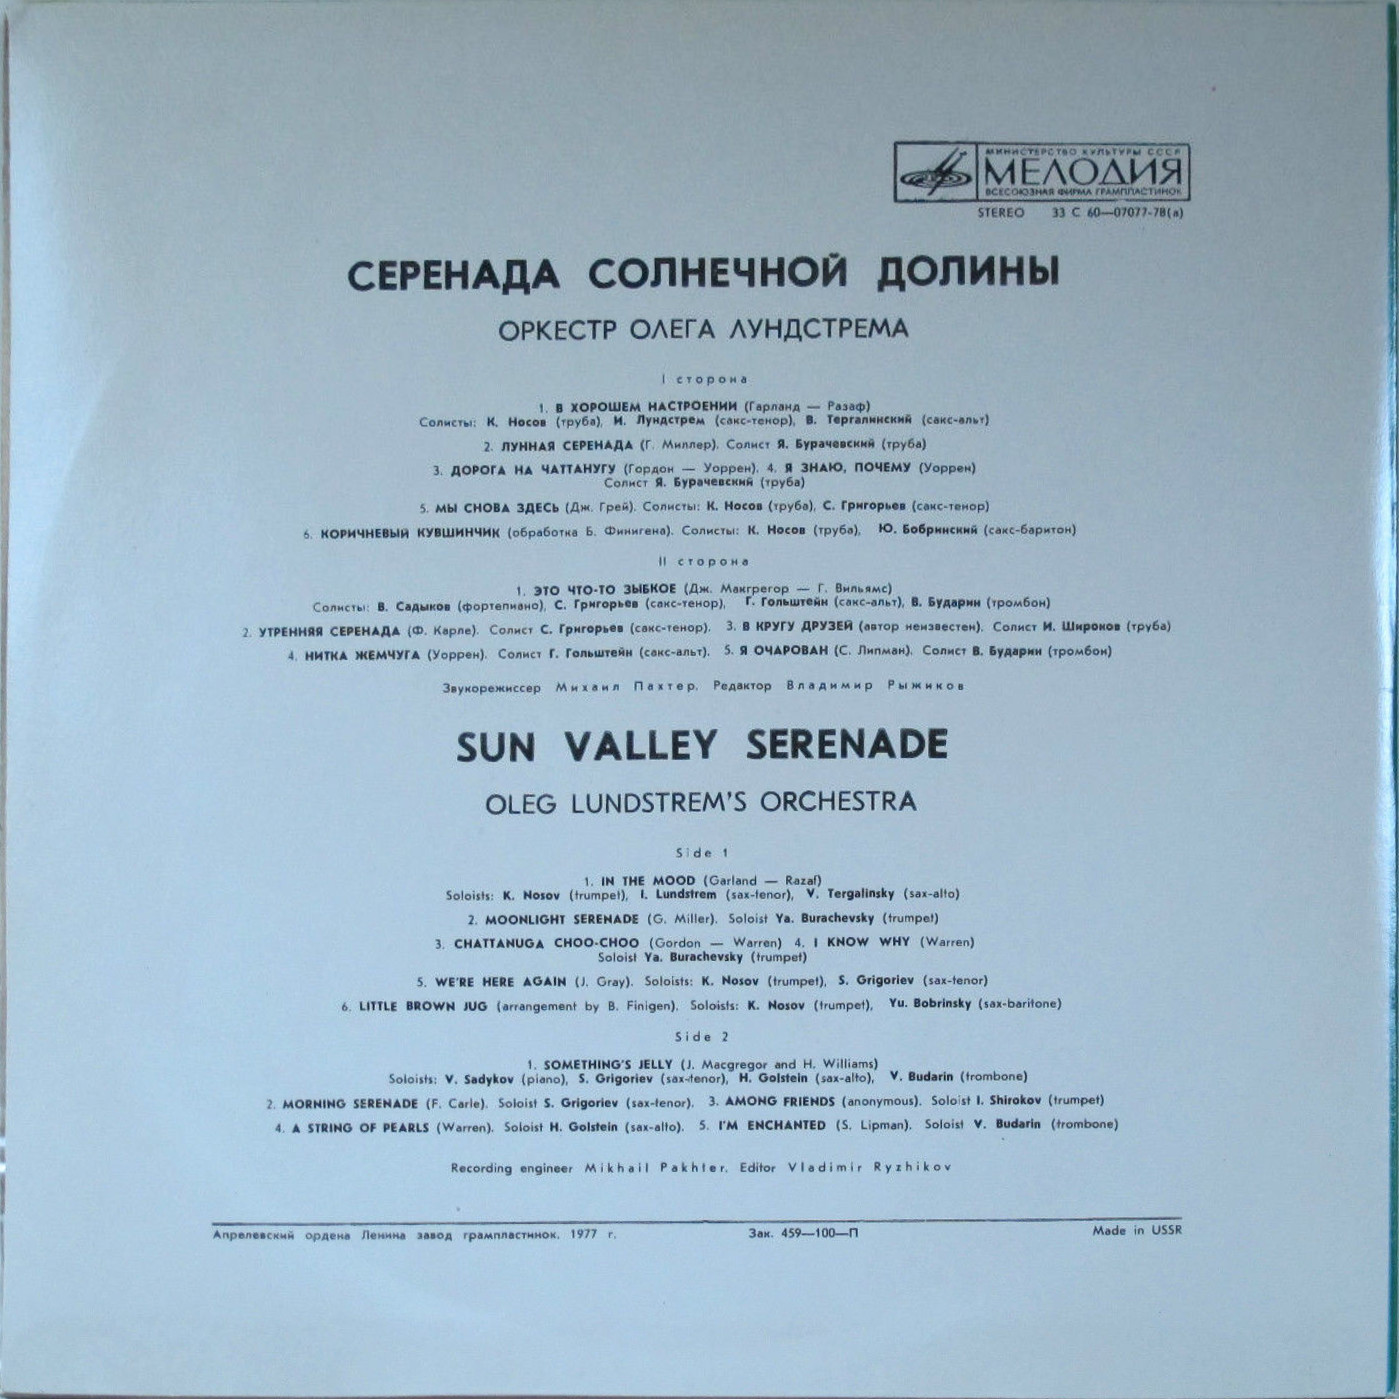 МИНИСТЕРСТВО КУЛЬТУРЫ СССР
МЕЛОДИЯ
ВСЕСОЮЗНАЯ ФИРМА ГРАМПЛАСТИНОК
STEREO 33 С 60—07077-78(а)
СЕРЕНАДА СОЛНЕЧНОЙ ДОЛИНЫ
ОРКЕСТР ОЛЕГА ЛУНДСТРЕМА
I сторона
1. В ХОРОШЕМ НАСТРОЕНИИ (Гарланд — Разаф)
Солисты: К. Носов (труба), И. Лундстрем (сакс-тенор), В. Тергалинский (сакс-альт)
2. ЛУННАЯ СЕРЕНАДА (Г. Миллер). Солист Я. Бурачевский (труба)
3. ДОРОГА НА ЧАТТАНУГУ (Гордон — Уоррен). 4. Я ЗНАЮ, ПОЧЕМУ (Уоррен)
Солист Я. Бурачевский (труба)
5. МЫ СНОВА ЗДЕСЬ (Дж. Грей). Солисты: К. Носов (труба), С. Григорьев (сакс-тенор)
6. КОРИЧНЕВЫЙ КУВШИНЧИК (обработка Б. Финигена). Солисты: К. Носов (труба), Ю. Бобринский (сакс-баритон)
II сторона
1. ЭТО ЧТО-ТО ЗЫБКОЕ (Дж. Макгрегор — Г. Вильямс)
Солисты: В. Садыков (фортепиано), С. Григорьев (сакс-тенор), Г. Гольштейн (сакс-альт), В. Бударин (тромбон)
2. УТРЕННЯЯ СЕРЕНАДА (Ф. Карле). Солист С. Григорьев (сакс-тенор). 3. В КРУГУ ДРУЗЕЙ (автор неизвестен). Солист И. Широков (труба)
4. НИТКА ЖЕМЧУГА (Уоррен). Солист Г. Гольштейн (сакс-альт). 5. Я ОЧАРОВАН (С. Липман). Солист В. Бударин (тромбон)
Звукорежиссер Михаил Пахтер. Редактор Владимир Рыжиков
SUN VALLEY SERENADE
OLEG LUNDSTREM'S ORCHESTRA
Side 1
1. IN THE MOOD (Garland — Razaf)
Soloists: K. Nosov (trumpet), I. Lundstrem (sax-tenor), V. Tergalinsky (sax-alto)
2. MOONLIGHT SERENADE (G. Miller). Soloist Ya. Burachevsky (trumpet)
3. CHATTANUGA CHOO-CHOO (Gordon — Warren) 4. I KNOW WHY (Warren)
Soloist Ya. Burachevsky (trumpet)
5. WE'RE HERE AGAIN (J. Gray). Soloists: K. Nosov (trumpet), S. Grigoriev (sax-tenor)
6. LITTLE BROWN JUG (arrangement by B. Finigen). Soloists: K. Nosov (trumpet), Yu. Bobrinsky (sax-baritone)
Side 2
1. SOMETHING'S JELLY (J. Macgregor and H. Williams)
Soloists: V. Sadykov (piano), S. Grigoriev (sax-tenor), H. Golstein (sax-alto), V. Budarin (trombone)
2. MORNING SERENADE (F. Carle). Soloist S. Grigoriev (sax-tenor). 3. AMONG FRIENDS (anonymous). Soloist I. Shirokov (trumpet)
4. A STRING OF PEARLS (Warren). Soloist H. Golstein (sax-alto). 5. I'M ENCHANTED (S. Lipman). Soloist V. Budarin (trombone)
Recording engineer Mikhail Pakhter. Editor Vladimir Ryzhikov
Апрелевский ордена Ленина завод грампластинок. 1977 г. Зак. 459—100—П Made in USSR